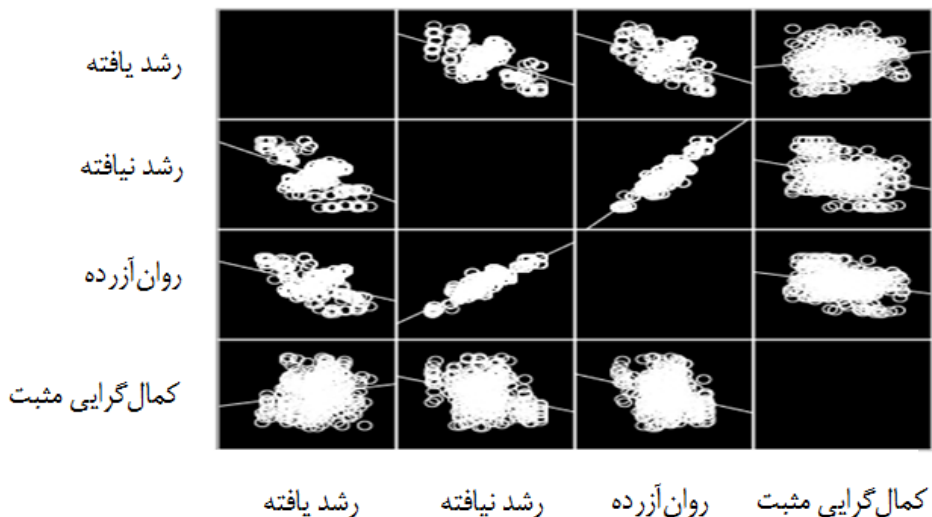 رشد یافته
رشد نیافته
روان‌آزرده
کمال‌گرایی مثبت
رشد یافته رشد نیافته روان‌آزرده کمال‌گرایی مثبت